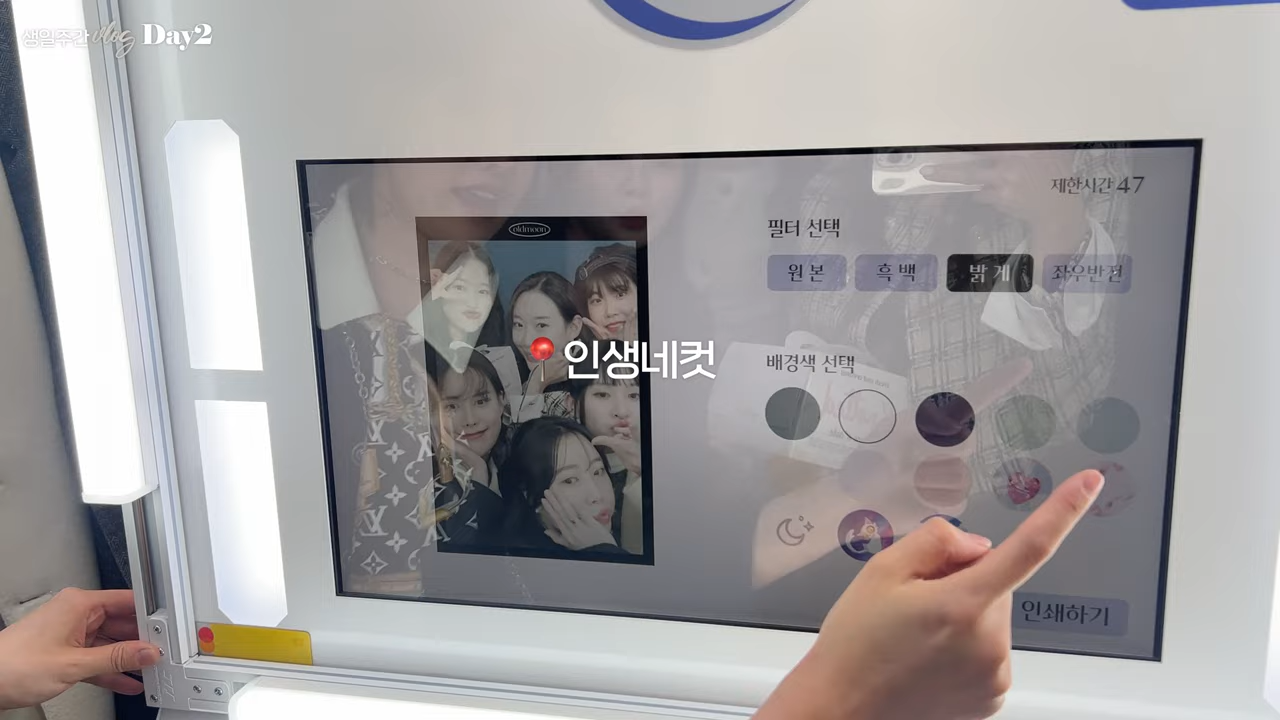 생일주간 vlog Day2
제한시간 47
oldmoon
필터 선택
원본 흑백 밝게 좌우반전
📍인생네컷
배경색 선택
인쇄하기